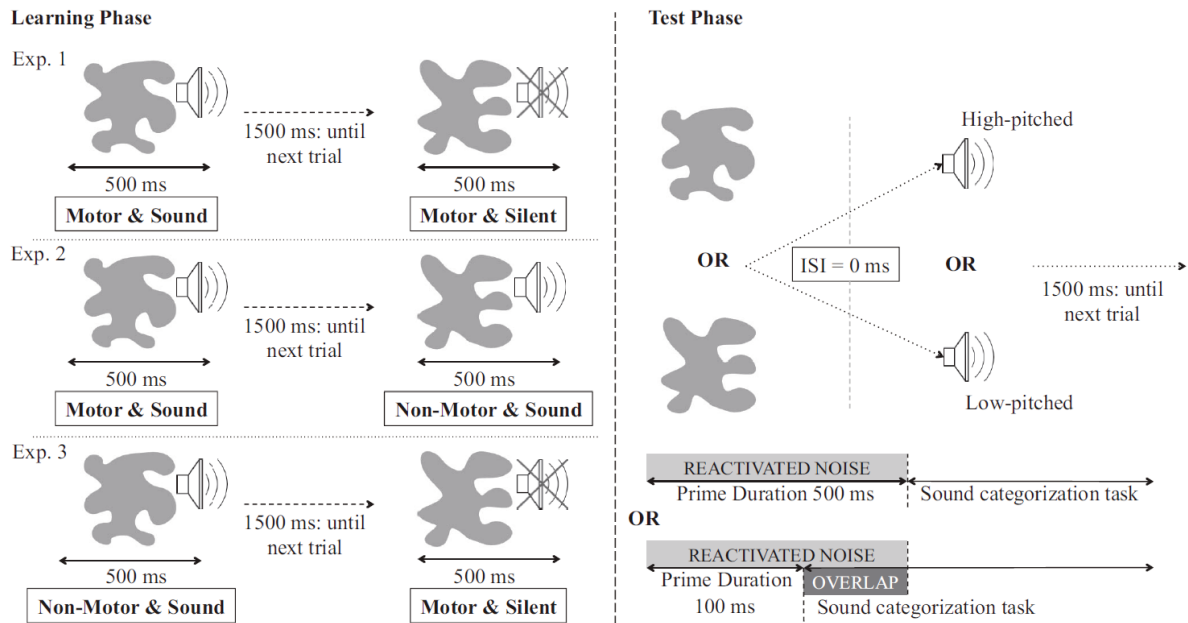 Learning Phase
Exp. 1
1500 ms: until
next trial
500 ms
500 ms
Motor & Sound
Motor & Silent
Exp. 2
1500 ms: until
next trial
500 ms
500 ms
Motor & Sound
Non-Motor & Sound
Exp. 3
1500 ms: until
next trial
500 ms
500 ms
Non-Motor & Sound
Motor & Silent
Test Phase
High-pitched
OR
ISI = 0 ms
OR
1500 ms: until
next trial
Low-pitched
REACTIVATED NOISE
Prime Duration 500 ms
Sound categorization task
OR
REACTIVATED NOISE
Prime Duration
100 ms
OVERLAP
Sound categorization task